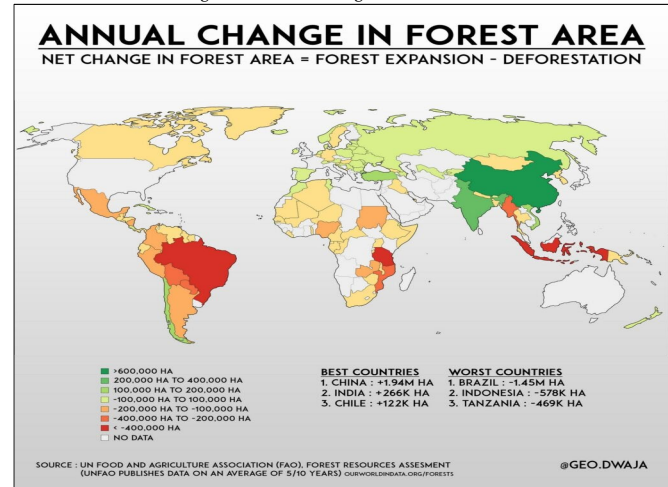 ANNUAL CHANGE IN FOREST AREA
NET CHANGE IN FOREST AREA = FOREST EXPANSION - DEFORESTATION
>600,000 HA
200,000 HA TO 400,000 HA
100,000 HA TO 200,000 HA
-100,000 HA TO 100,000 HA
-200,000 HA TO -100,000 HA
-400,000 HA TO -200,000 HA
< -400,000 HA
NO DATA
BEST COUNTRIES
1. CHINA : +1.94M HA
2. INDIA : +266K HA
3. CHILE : +122K HA
WORST COUNTRIES
1. BRAZIL : -1.45M HA
2. INDONESIA : -578K HA
3. TANZANIA : -469K HA
SOURCE : UN FOOD AND AGRICULTURE ASSOCIATION (FAO), FOREST RESOURCES ASSESMENT
(UNFAO PUBLISHES DATA ON AN AVERAGE OF 5/10 YEARS) OURWORLDINDATA.ORG/FORESTS
@GEO.DWAJA